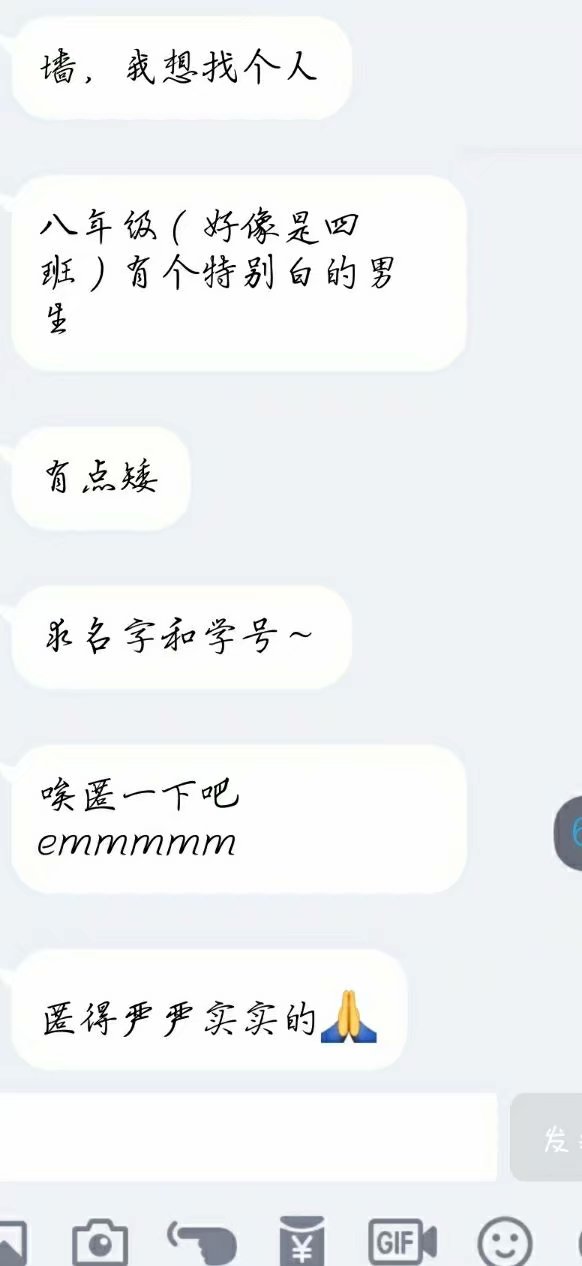 墙，我想找个人
八年级（好像是四
班）有个特别白的男
生
有点矮
求名字和学号~
唉匿一下吧
emmmmm
匿得严严实实的🙏
发
GIF